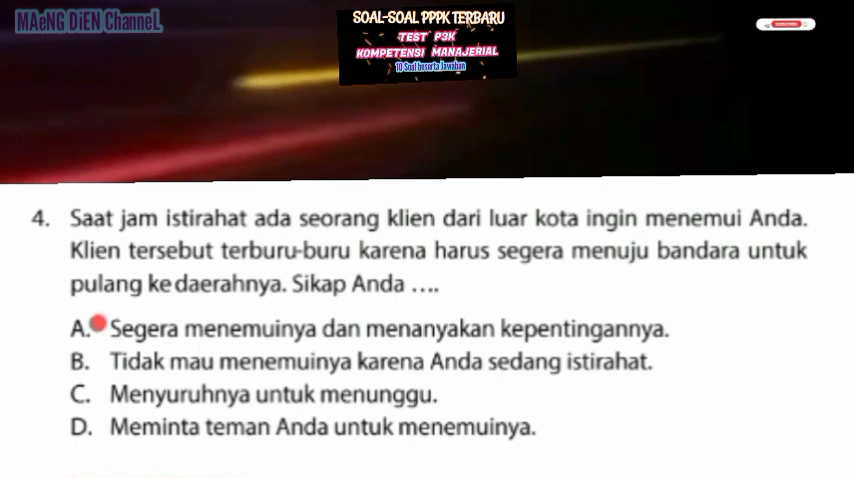 MAeNG DiEN ChanneL
SOAL-SOAL PPPK TERBARU
TEST P3K
KOMPETENSI MANAJERIAL
10 Soal beserta Jawaban
SUBSCRIBED
4. Saat jam istirahat ada seorang klien dari luar kota ingin menemui Anda.
Klien tersebut terburu-buru karena harus segera menuju bandara untuk
pulang ke daerahnya. Sikap Anda ....
A. Segera menemuinya dan menanyakan kepentingannya.
B. Tidak mau menemuinya karena Anda sedang istirahat.
C. Menyuruhnya untuk menunggu.
D. Meminta teman Anda untuk menemuinya.